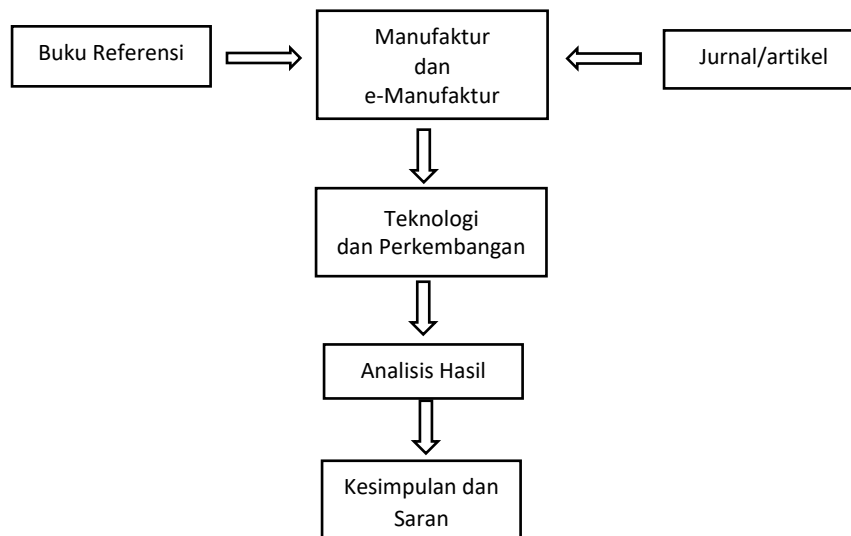 Buku Referensi
Manufaktur
dan
e-Manufaktur
Jurnal/artikel
Teknologi
dan Perkembangan
Analisis Hasil
Kesimpulan dan
Saran